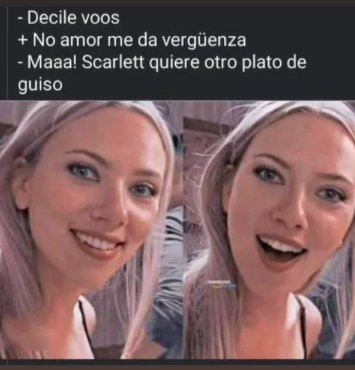 - Decile voos
+ No amor me da vergüenza
- Maaa! Scarlett quiere otro plato de
guiso